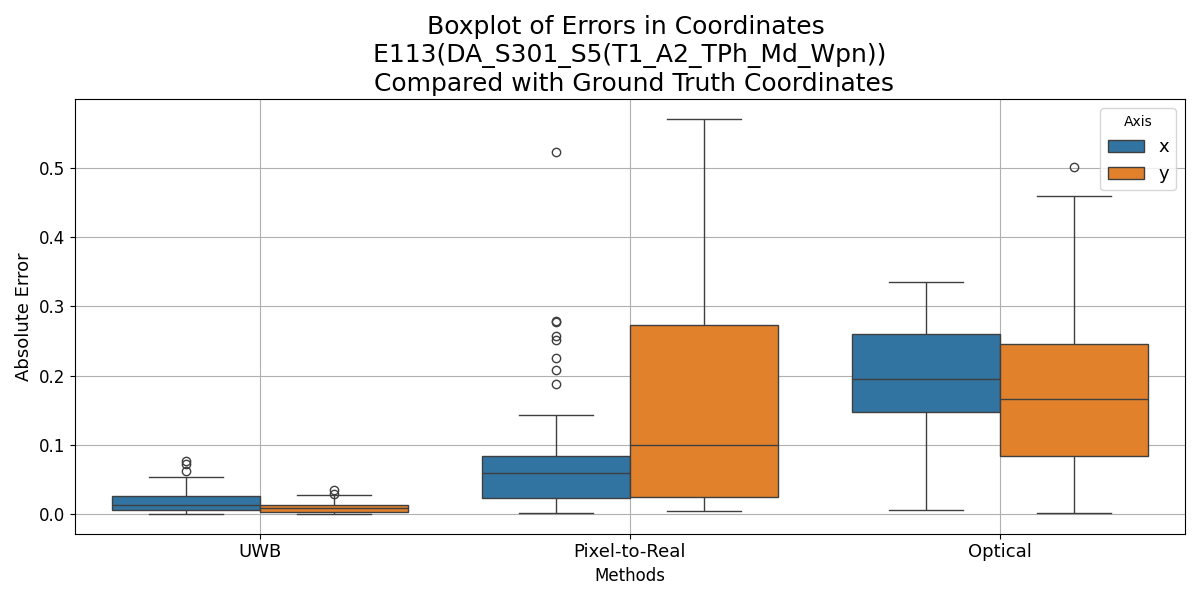 Boxplot of Errors in Coordinates
E113(DA_S301_S5(T1_A2_TPh_Md_Wpn))
Compared with Ground Truth Coordinates
Absolute Error
0.5
0.4
0.3
0.2
0.1
0.0
Axis
x
y
UWB
Pixel-to-Real
Optical
Methods